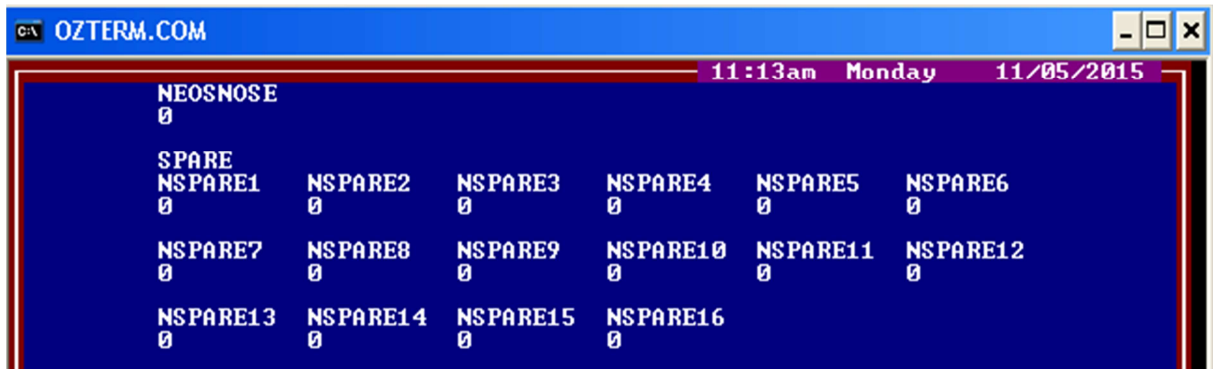 OZTERM.COM
11:13am Monday 11/05/2015
NEOSNOSE
0
SPARE
NSPARE1 NSPARE2 NSPARE3 NSPARE4 NSPARE5 NSPARE6
0 0 0 0 0 0
NSPARE7 NSPARE8 NSPARE9 NSPARE10 NSPARE11 NSPARE12
0 0 0 0 0 0
NSPARE13 NSPARE14 NSPARE15 NSPARE16
0 0 0 0